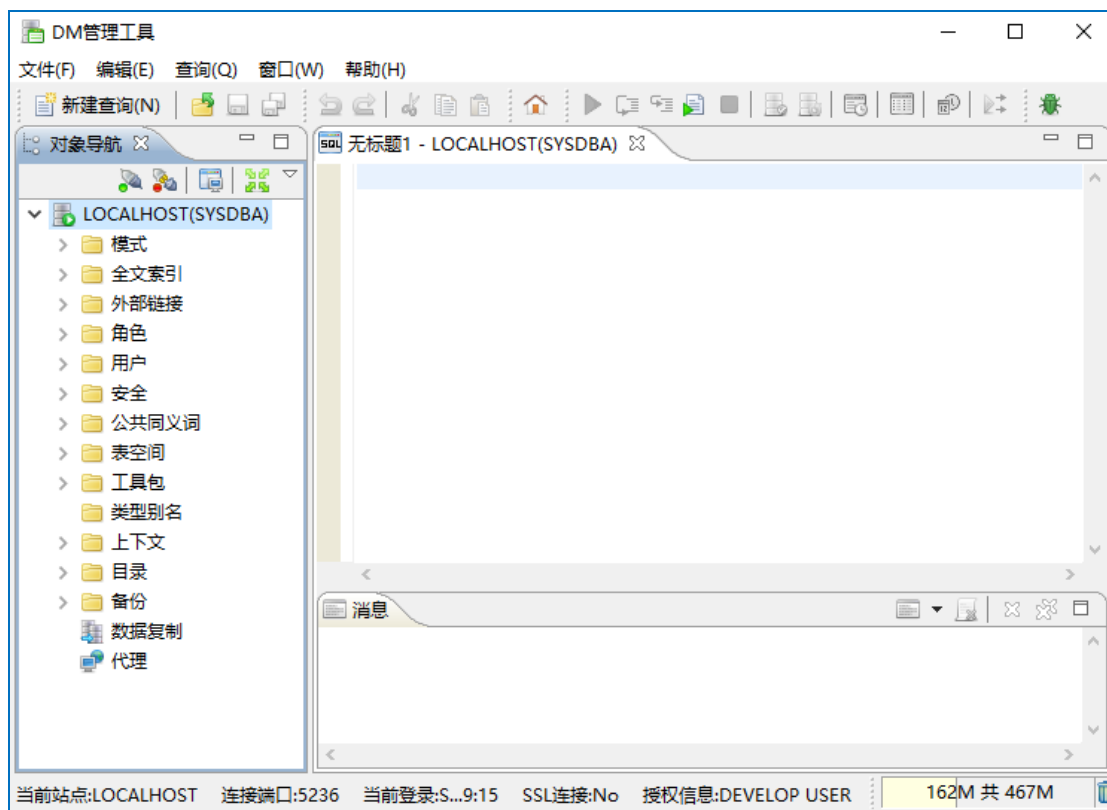 DM管理工具
文件(F) 编辑(E) 查询(Q) 窗口(W) 帮助(H)
新建查询(N)
对象导航
无标题1 - LOCALHOST(SYSDBA)
LOCALHOST(SYSDBA)
模式
全文索引
外部链接
角色
用户
安全
公共同义词
表空间
工具包
类型别名
上下文
目录
备份
数据复制
代理
消息
当前站点:LOCALHOST 连接端口:5236 当前登录:S...9:15 SSL连接:No 授权信息:DEVELOP USER 162M 共 467M